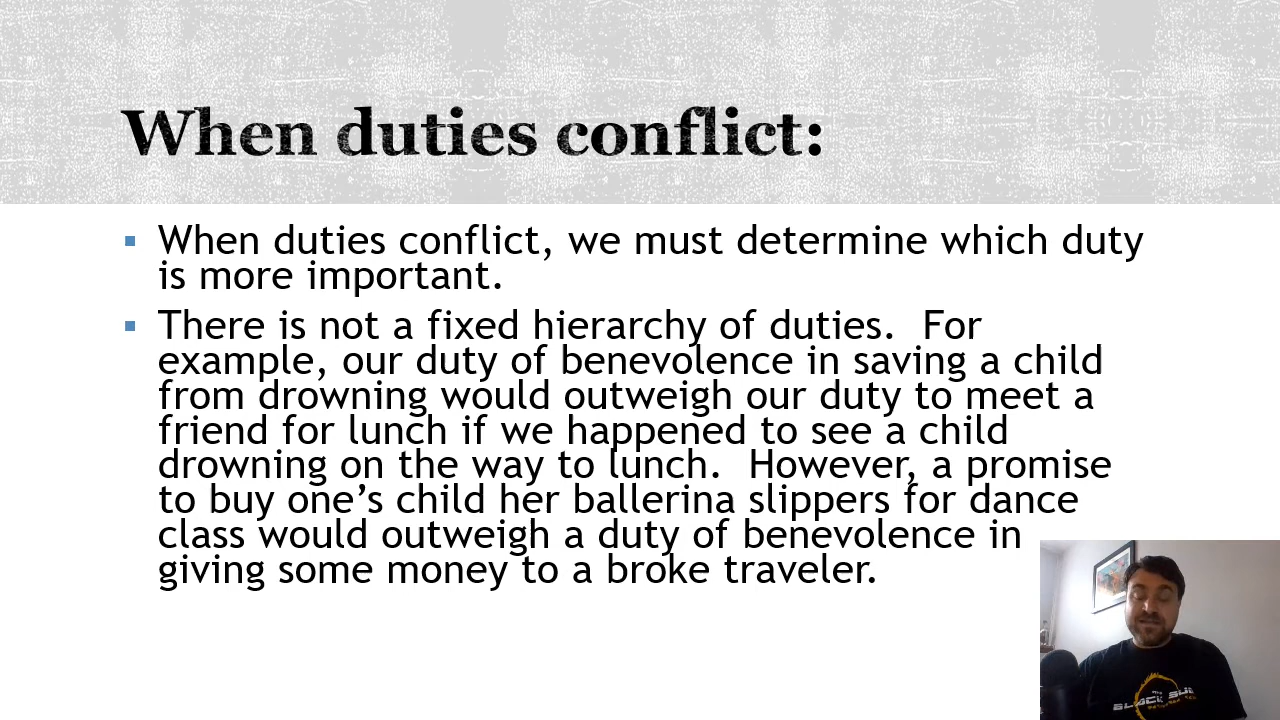 When duties conflict:
When duties conflict, we must determine which duty
is more important.
There is not a fixed hierarchy of duties.  For
example, our duty of benevolence in saving a child
from drowning would outweigh our duty to meet a
friend for lunch if we happened to see a child
drowning on the way to lunch.  However, a promise
to buy one’s child her ballerina slippers for dance
class would outweigh a duty of benevolence in
giving some money to a broke traveler.
BLACK